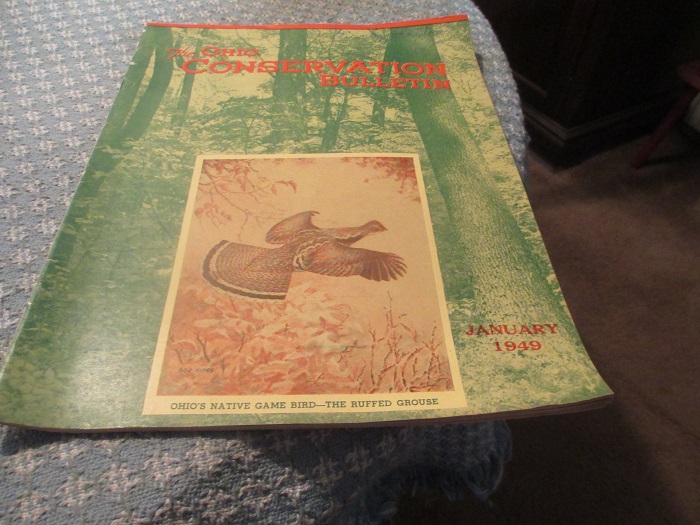 The OHIO
CONSERVATION
BULLETIN
JANUARY
1949
OHIO'S NATIVE GAME BIRD—THE RUFFED GROUSE